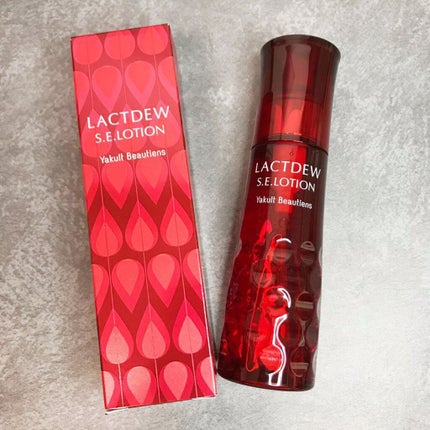 LACTDEW
S.E.LOTION
Yakult Beautiens
LACTDEW
S.E.LOTION
Yakult Beautiens